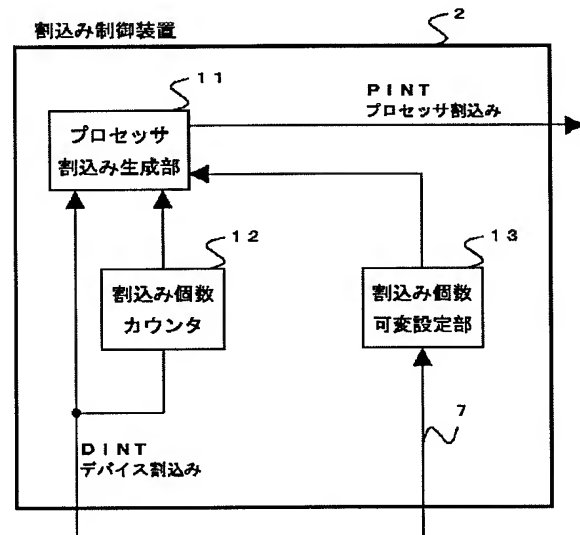 割込み制御装置
2
11
PINT
プロセッサ割込み
プロセッサ
割込み生成部
12
13
割込み個数
カウンタ
割込み個数
可変設定部
7
DINT
デバイス割込み